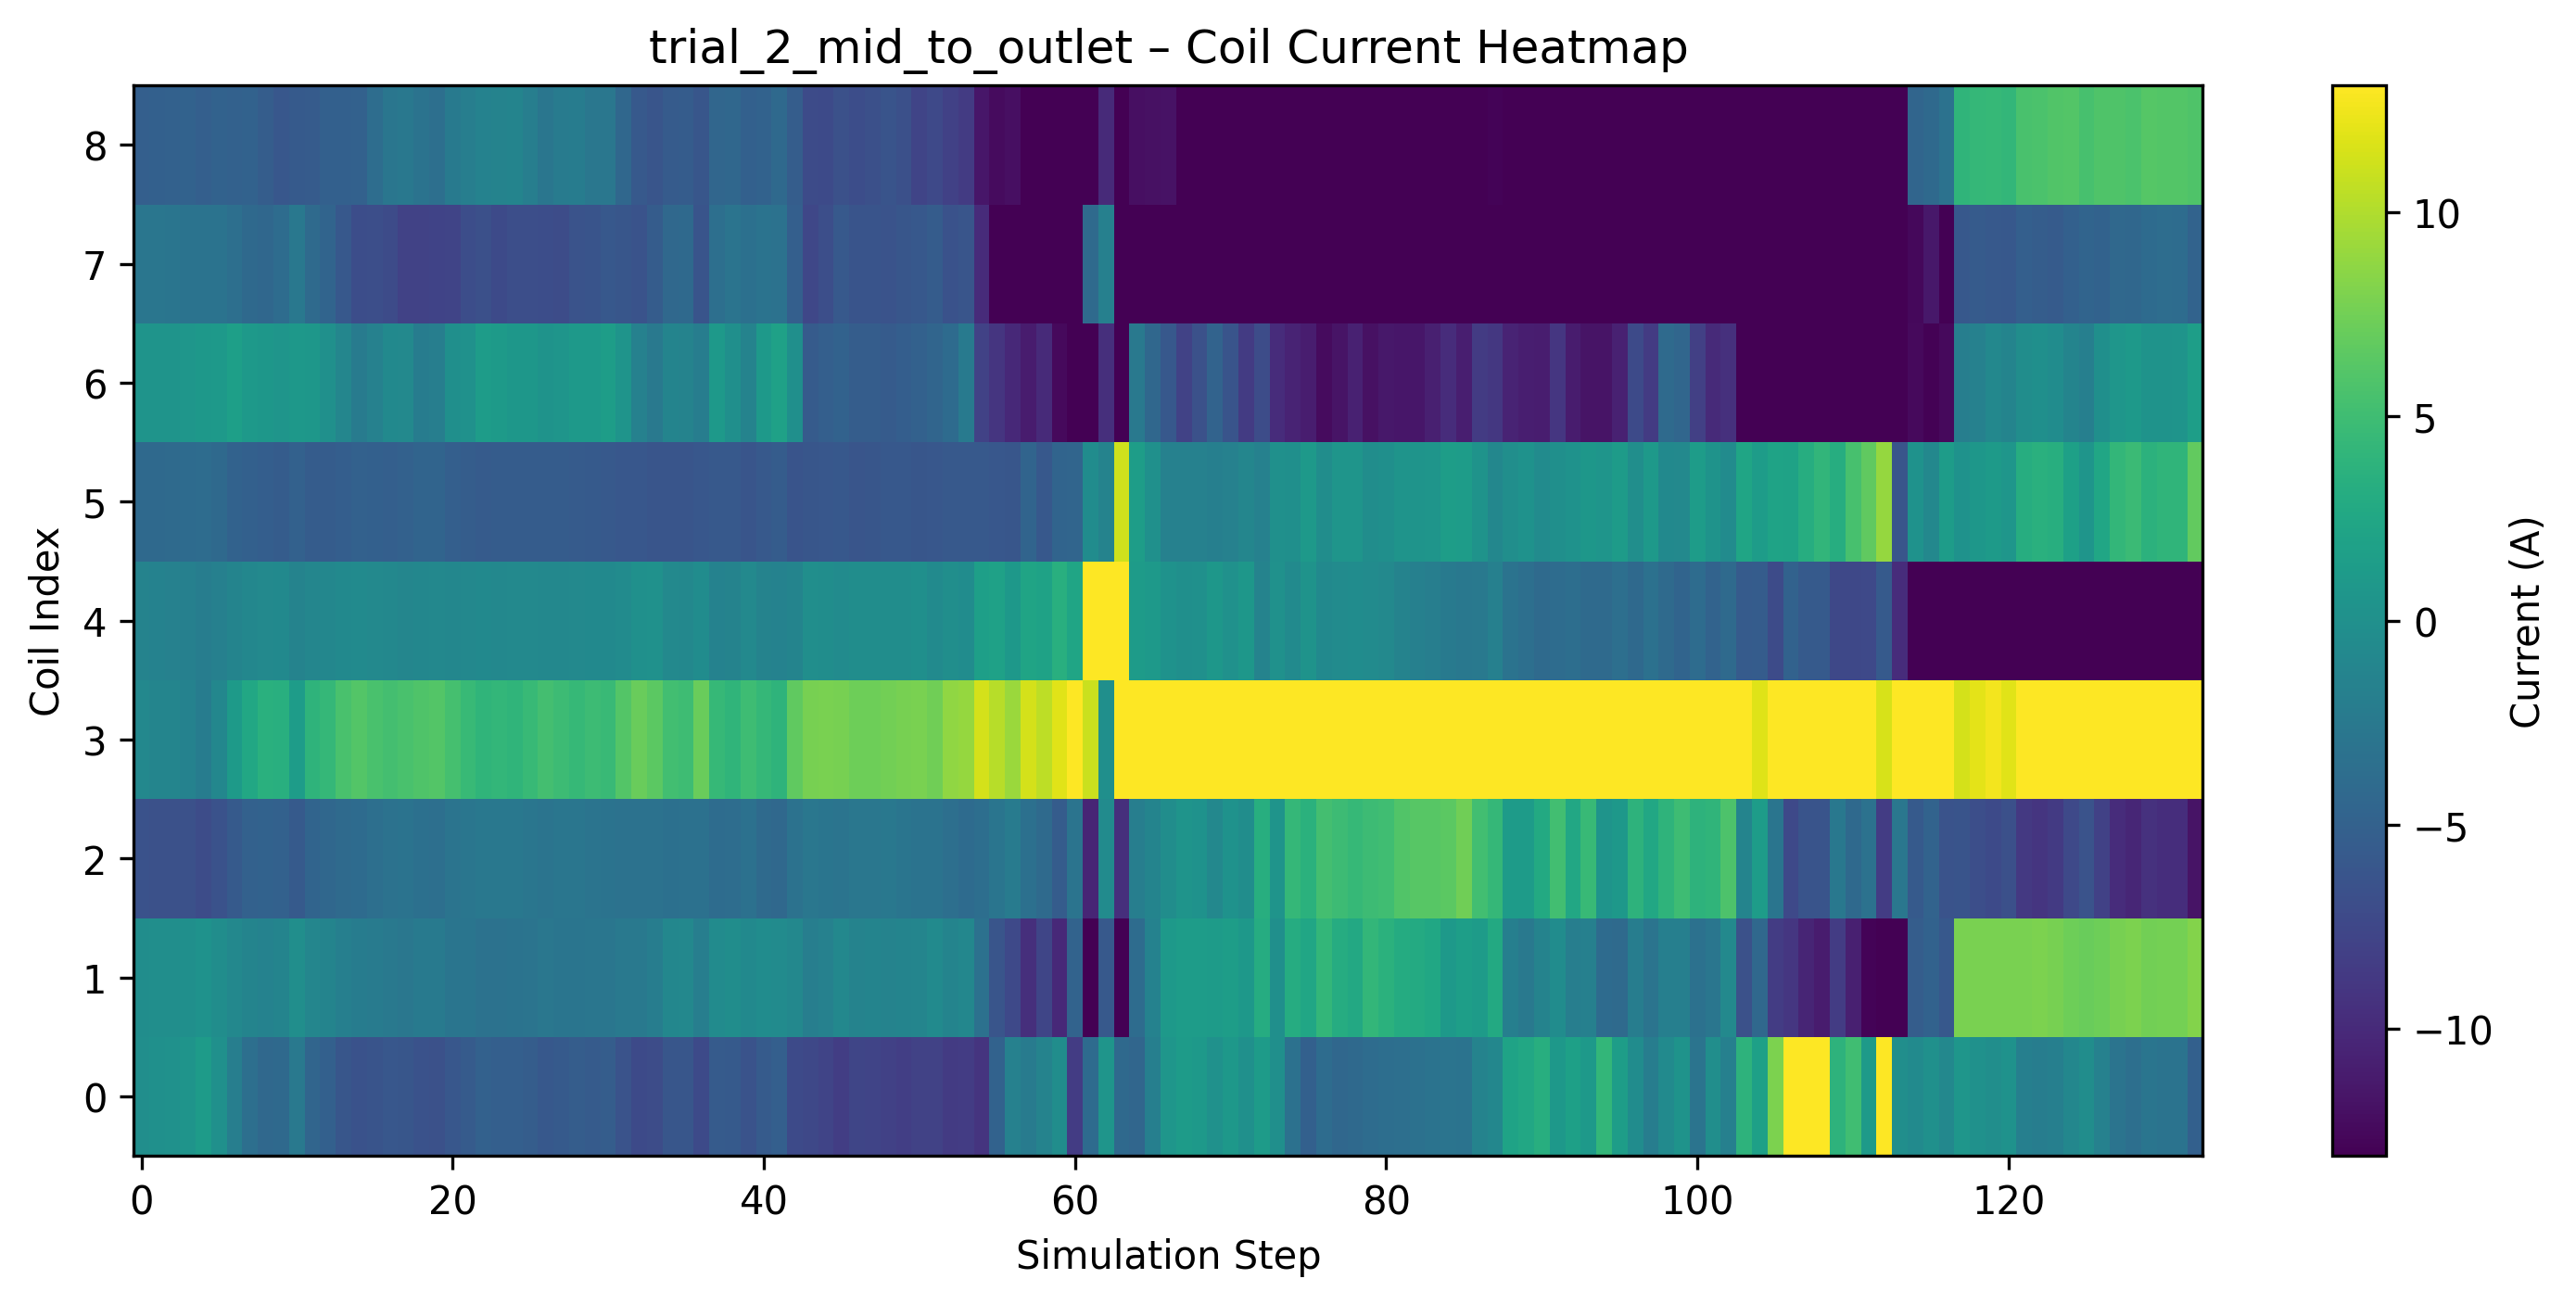 trial_2_mid_to_outlet – Coil Current Heatmap
Coil Index
8
7
6
5
4
3
2
1
0
0 20 40 60 80 100 120
Simulation Step
10
5
0
−5
−10
Current (A)